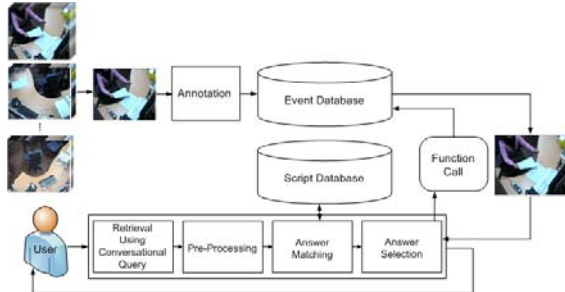 Annotation
Event Database
Script Database
Function
Call
User
Retrieval
Using
Conversational
Query
Pre-Processing
Answer
Matching
Answer
Selection